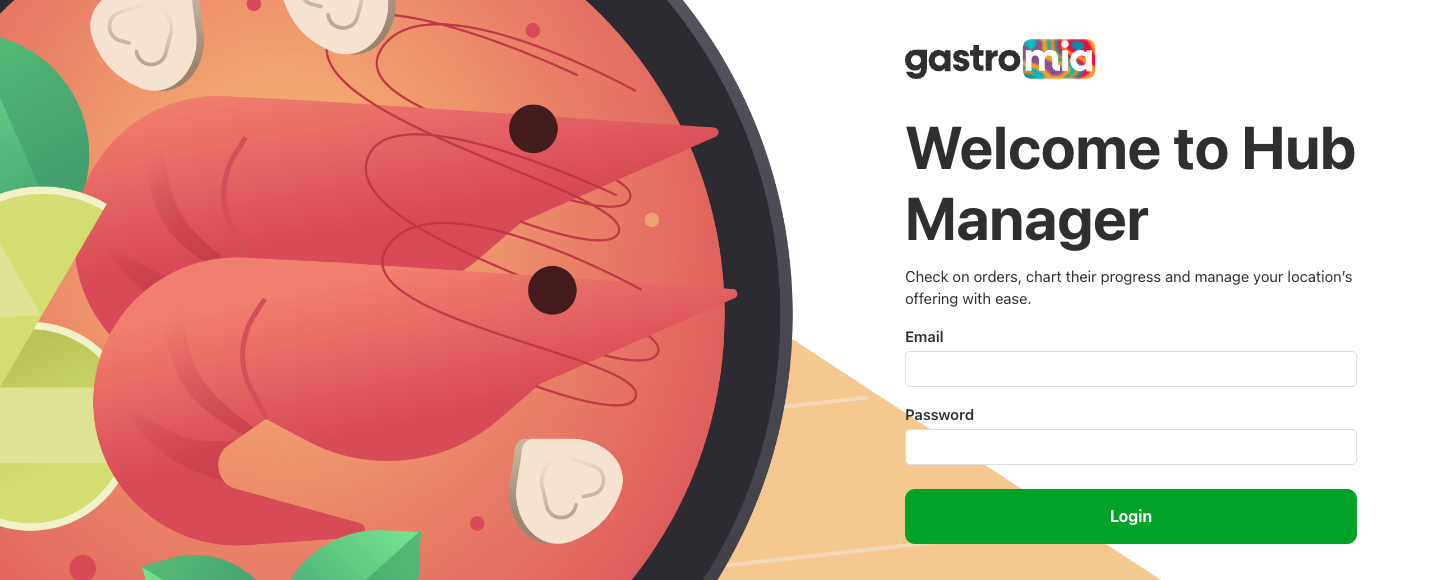 gastromia
Welcome to Hub
Manager
Check on orders, chart their progress and manage your location’s
offering with ease.
Email
Password
Login